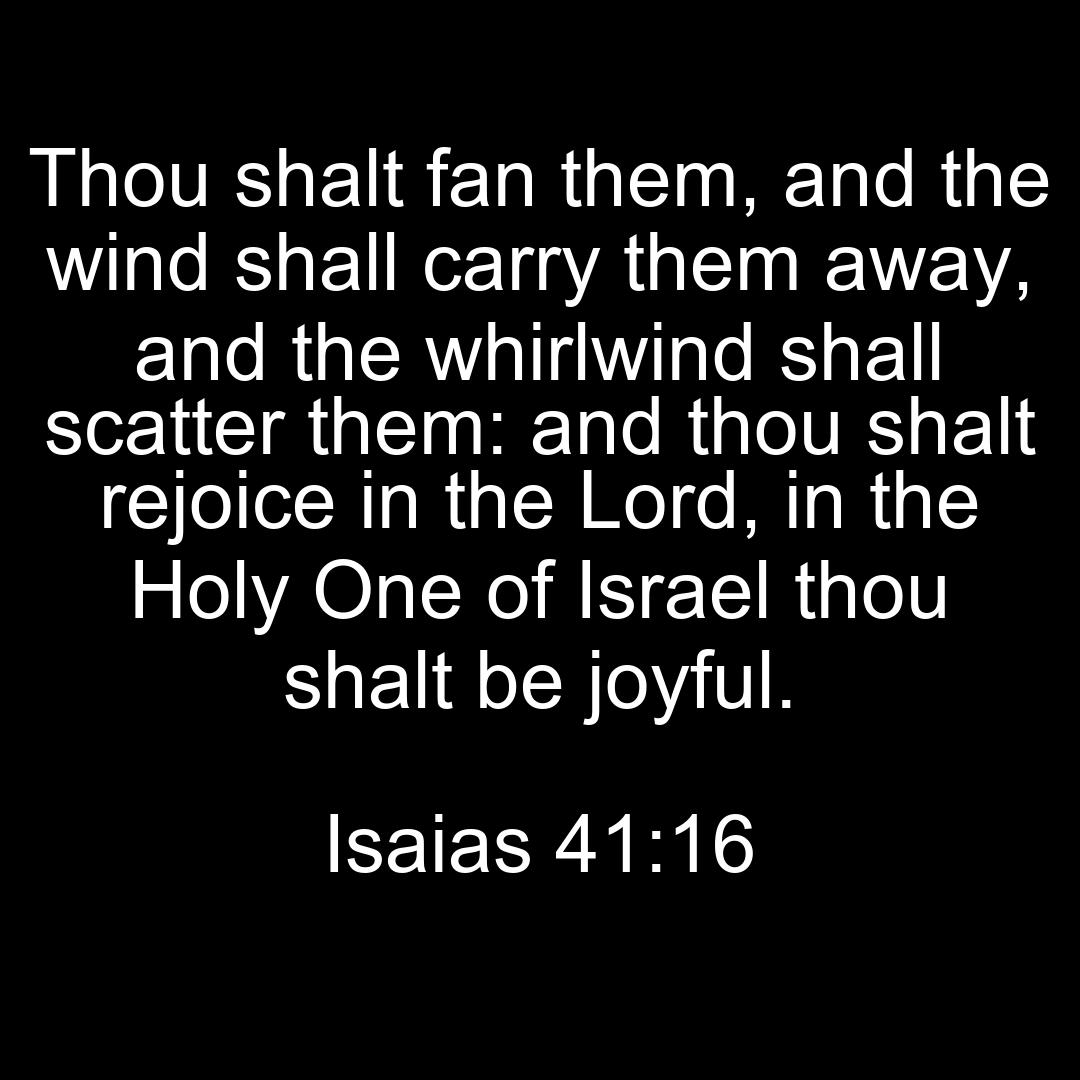 Thou shalt fan them, and the
wind shall carry them away,
and the whirlwind shall
scatter them: and thou shalt
rejoice in the Lord, in the
Holy One of Israel thou
shalt be joyful.
Isaias 41:16